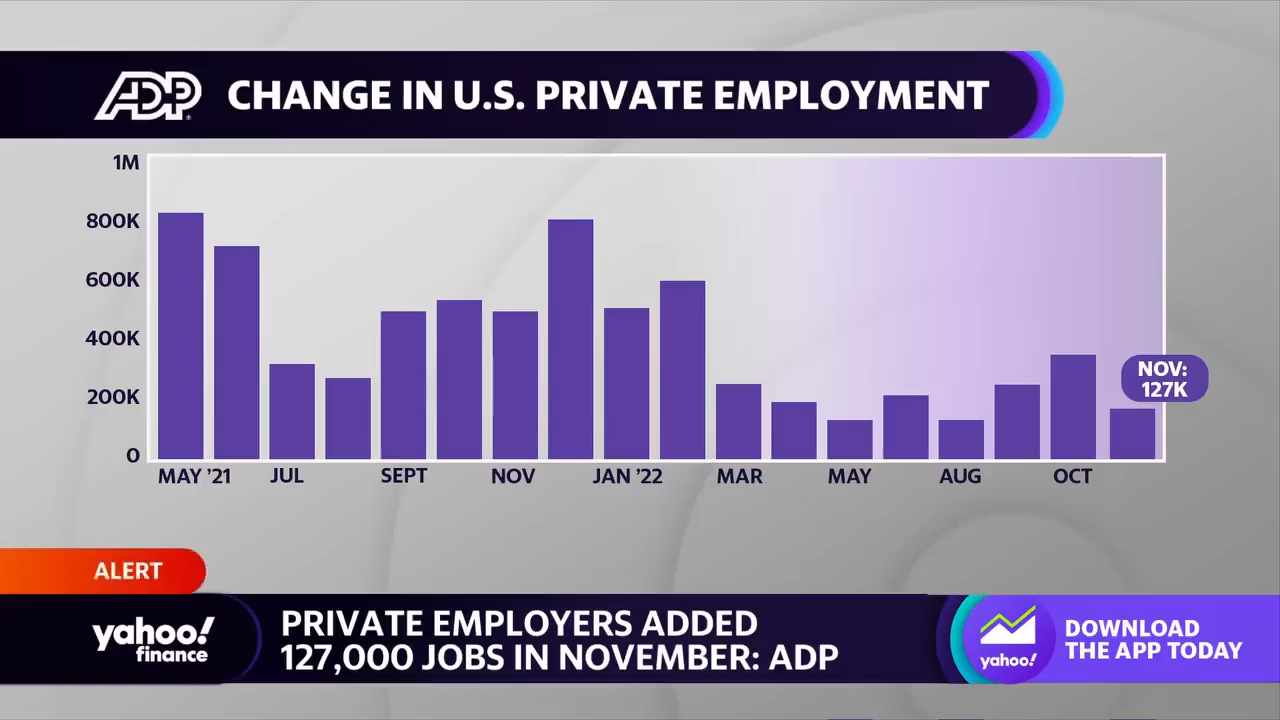 ADP
CHANGE IN U.S. PRIVATE EMPLOYMENT
1M
800K
600K
400K
200K
0
NOV:
127K
MAY '21 JUL SEPT NOV JAN '22 MAR MAY AUG OCT
ALERT
yahoo!
finance
PRIVATE EMPLOYERS ADDED
127,000 JOBS IN NOVEMBER: ADP
yahoo!
DOWNLOAD
THE APP TODAY